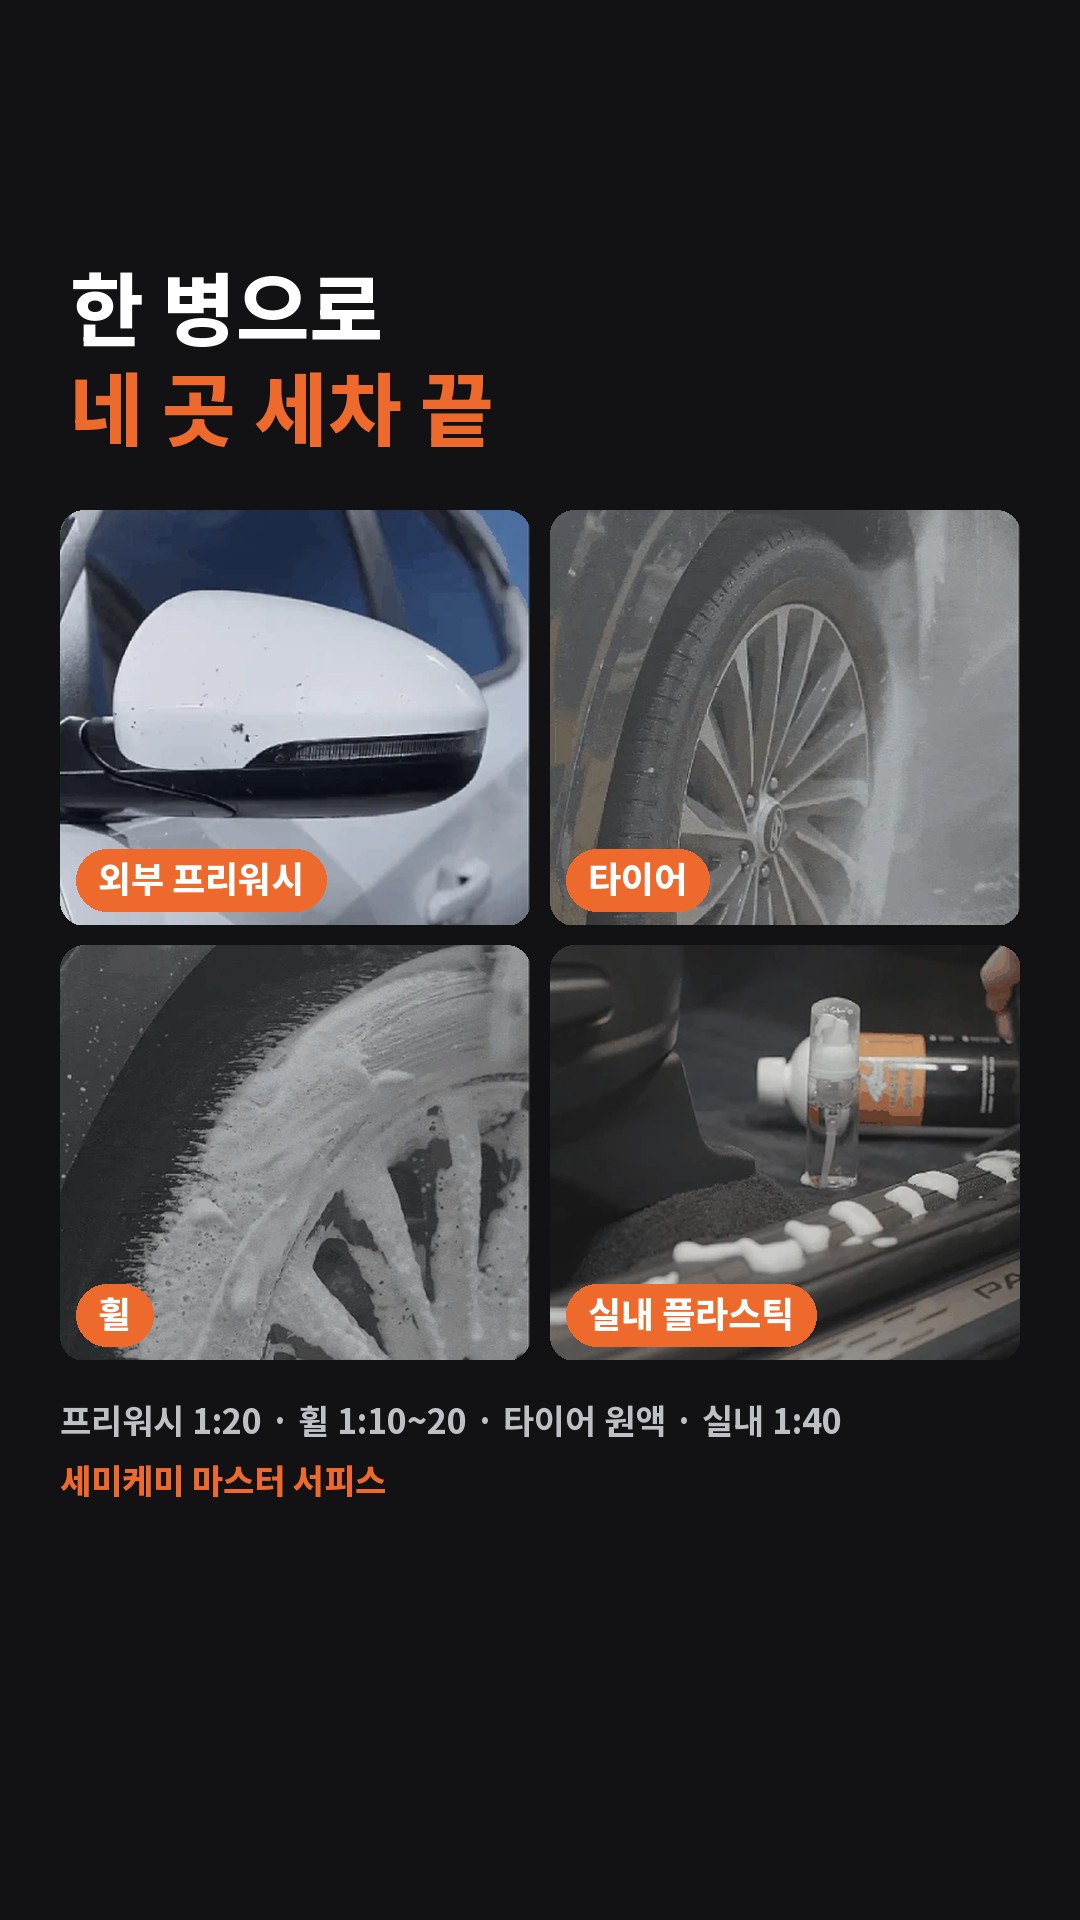 한 병으로
네 곳 세차 끝
외부 프리워시
타이어
휠
실내 플라스틱
프리워시 1:20 · 휠 1:10~20 · 타이어 원액 · 실내 1:40
세미케미 마스터 서피스